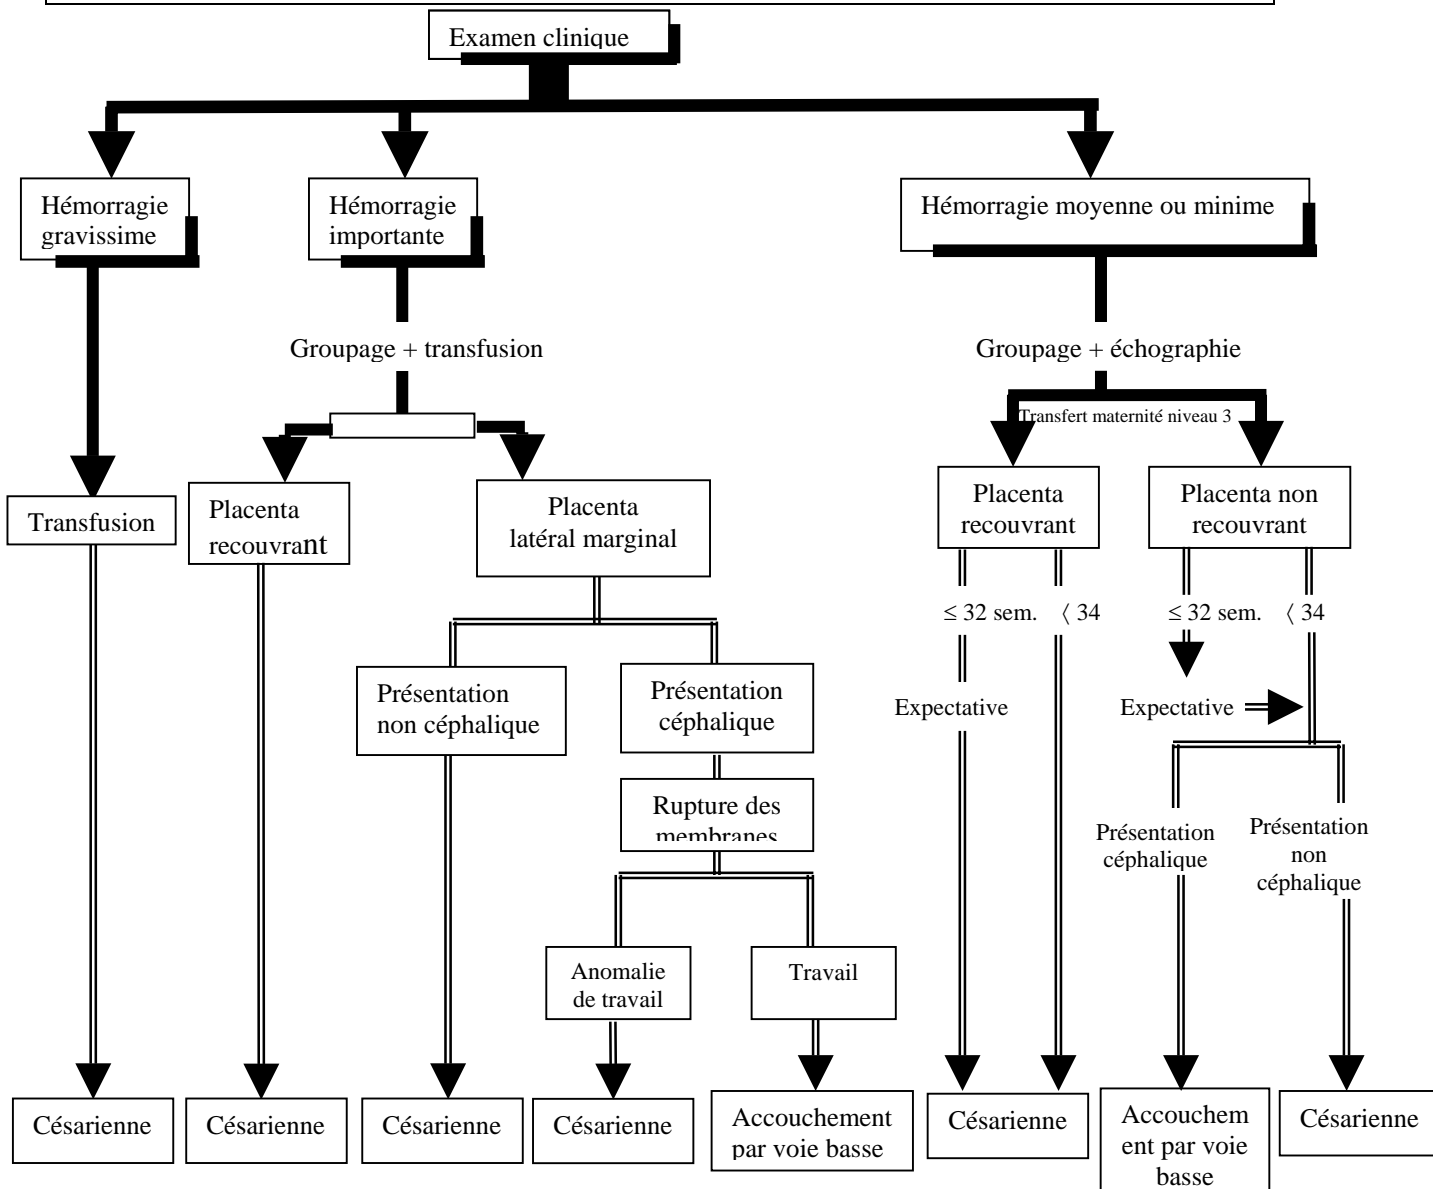 Examen clinique
Hémorragie
gravissime
Hémorragie
importante
Hémorragie moyenne ou minime
Groupage + transfusion
Groupage + échographie
Transfert maternité niveau 3
Transfusion
Placenta
recouvrant
Placenta
latéral marginal
Placenta
recouvrant
Placenta non
recouvrant
≤ 32 sem. 〈 34
≤ 32 sem. 〈 34
Présentation
non céphalique
Présentation
céphalique
Expectative
Expectative
Rupture des
membranes
Présentation
céphalique
Présentation
non
céphalique
Anomalie
de travail
Travail
Césarienne
Césarienne
Césarienne
Césarienne
Accouchement
par voie basse
Césarienne
Accouchem
ent par voie
basse
Césarienne